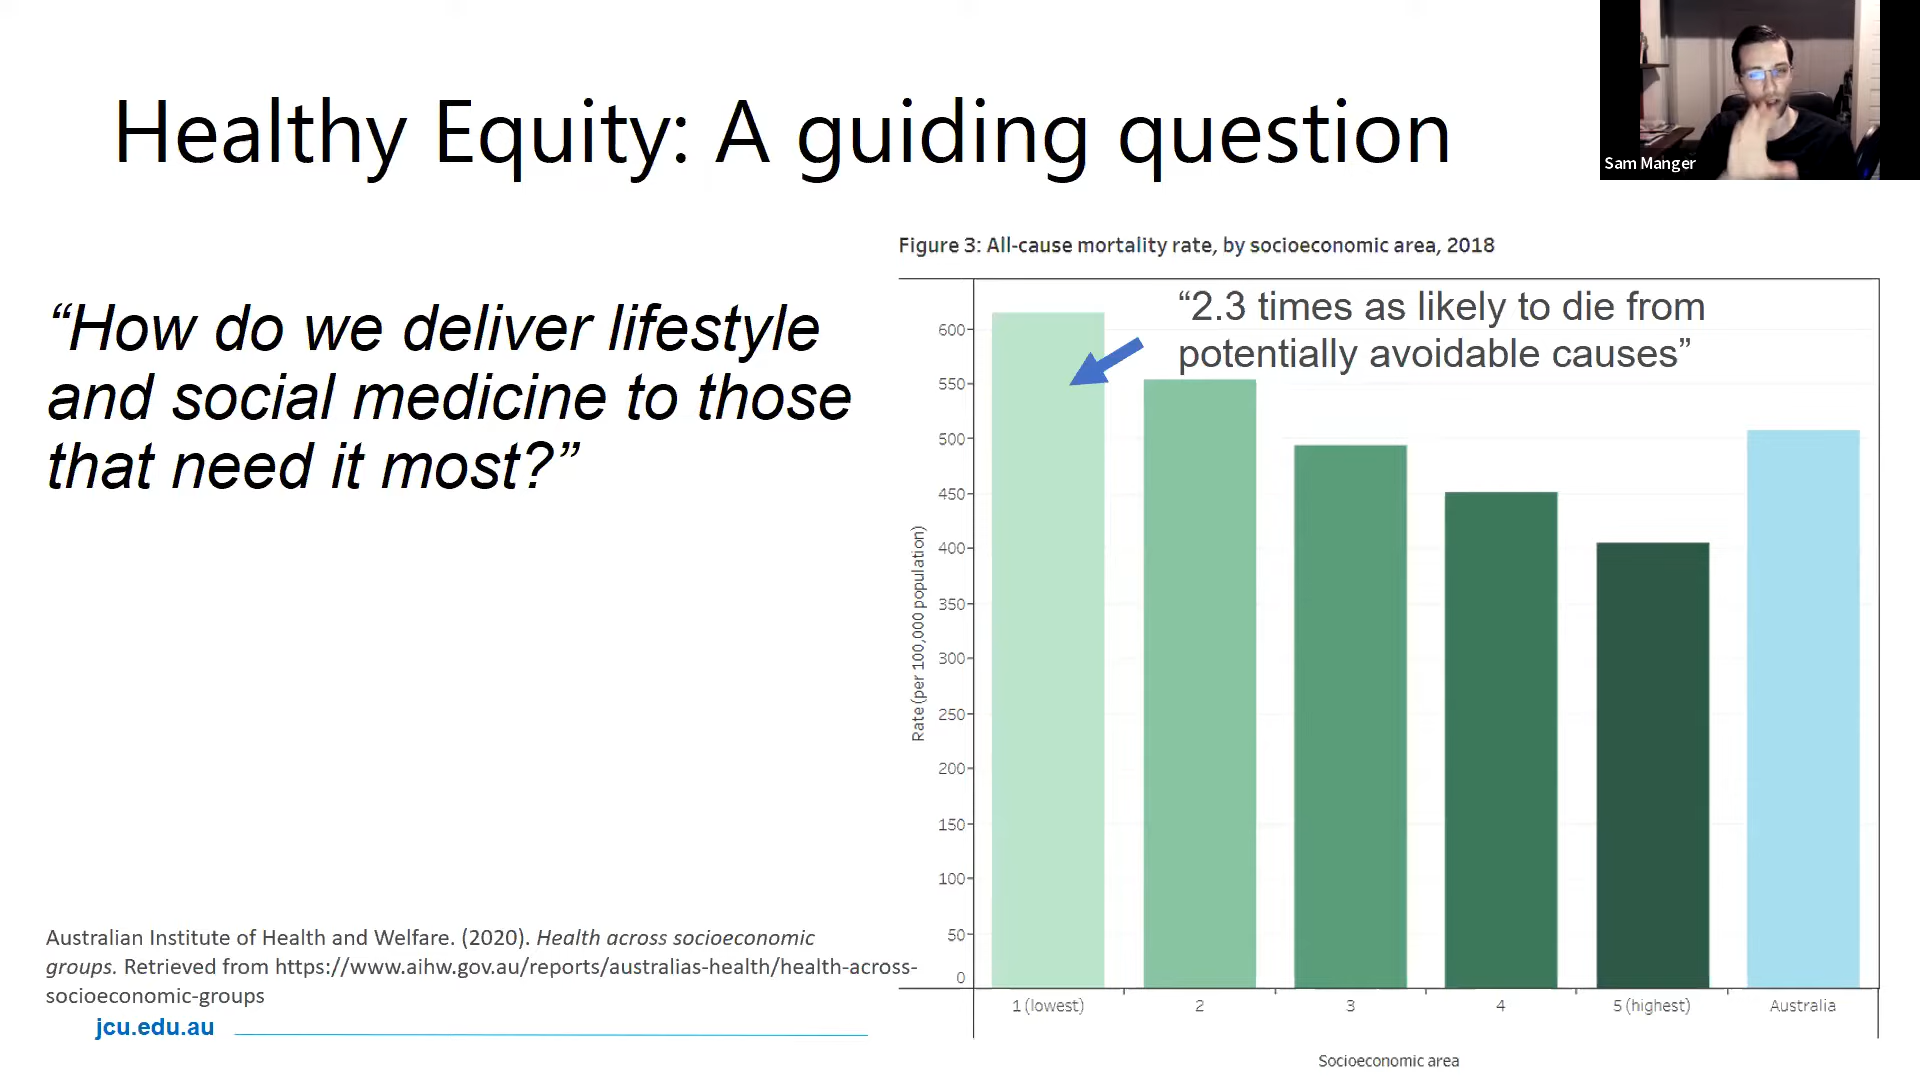 Healthy Equity: A guiding question
Sam Manger
“How do we deliver lifestyle
and social medicine to those
that need it most?”
Figure 3: All-cause mortality rate, by socioeconomic area, 2018
“2.3 times as likely to die from
potentially avoidable causes”
Rate (per 100,000 population)
600
550
500
450
400
350
300
250
200
150
100
50
0
1 (lowest)
2
3
4
5 (highest)
Australia
Socioeconomic area
Australian Institute of Health and Welfare. (2020). Health across socioeconomic
groups. Retrieved from https://www.aihw.gov.au/reports/australias-health/health-across-
socioeconomic-groups
jcu.edu.au